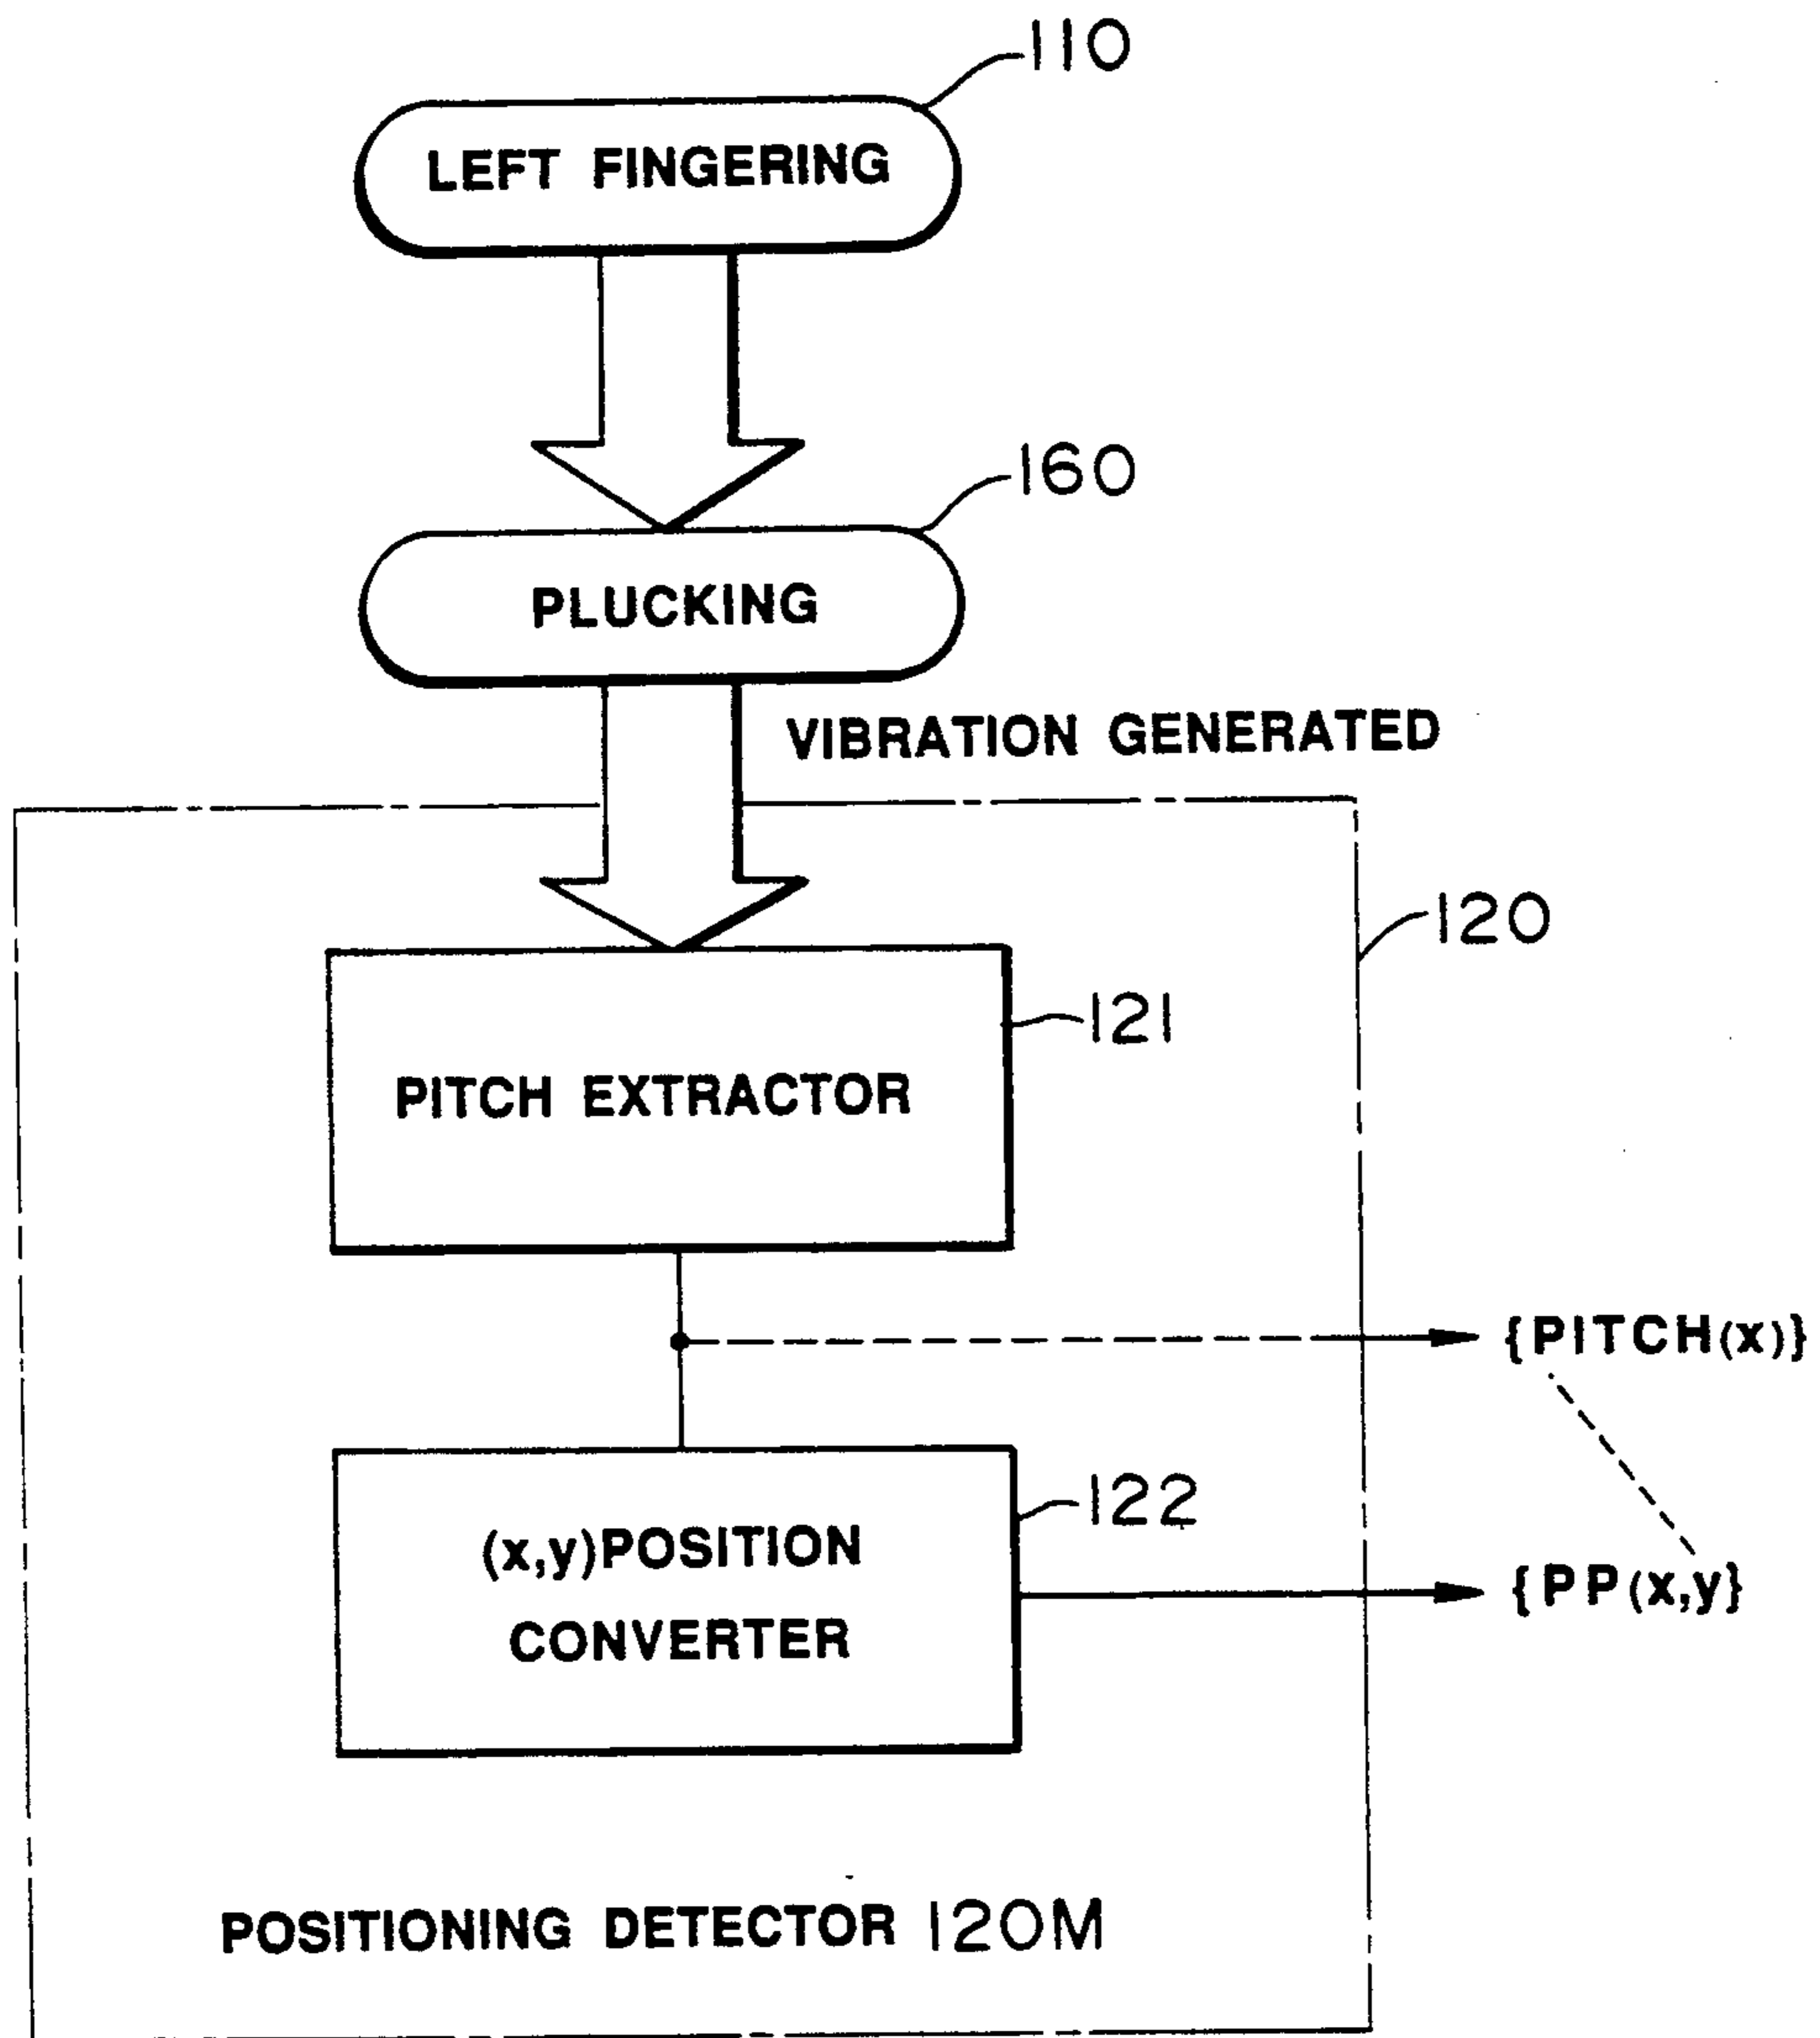 110
LEFT FINGERING
160
PLUCKING
VIBRATION GENERATED
120
121
PITCH EXTRACTOR
{PITCH(x)}
122
(x,y)POSITION
CONVERTER
{PP(x,y}
POSITIONING DETECTOR 120M